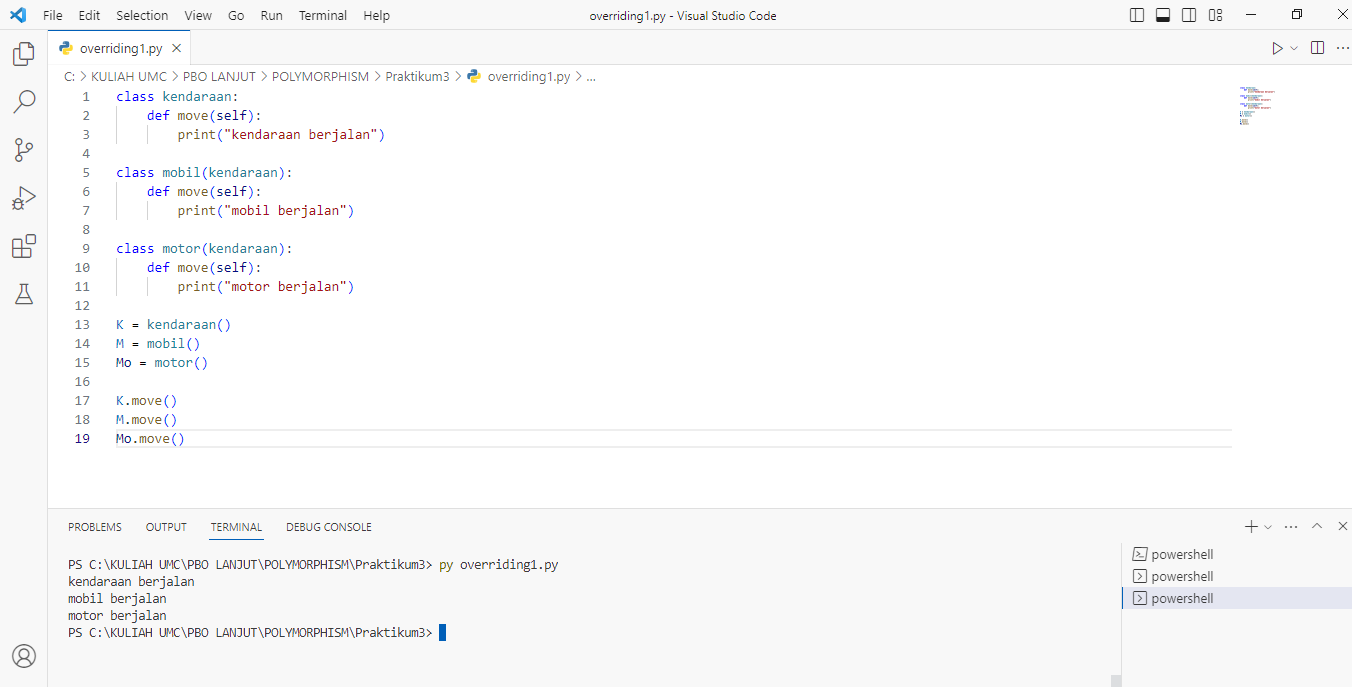 File Edit Selection View Go Run Terminal Help overriding1.py - Visual Studio Code
overriding1.py
C: > KULIAH UMC > PBO LANJUT > POLYMORPHISM > Praktikum3 > overriding1.py > ...
1 class kendaraan:
2     def move(self):
3         print("kendaraan berjalan")
4
5 class mobil(kendaraan):
6     def move(self):
7         print("mobil berjalan")
8
9 class motor(kendaraan):
10     def move(self):
11         print("motor berjalan")
12
13 K = kendaraan()
14 M = mobil()
15 Mo = motor()
16
17 K.move()
18 M.move()
19 Mo.move()
PROBLEMS OUTPUT TERMINAL DEBUG CONSOLE
PS C:\KULIAH UMC\PBO LANJUT\POLYMORPHISM\Praktikum3> py overriding1.py
kendaraan berjalan
mobil berjalan
motor berjalan
PS C:\KULIAH UMC\PBO LANJUT\POLYMORPHISM\Praktikum3>
powershell
powershell
powershell